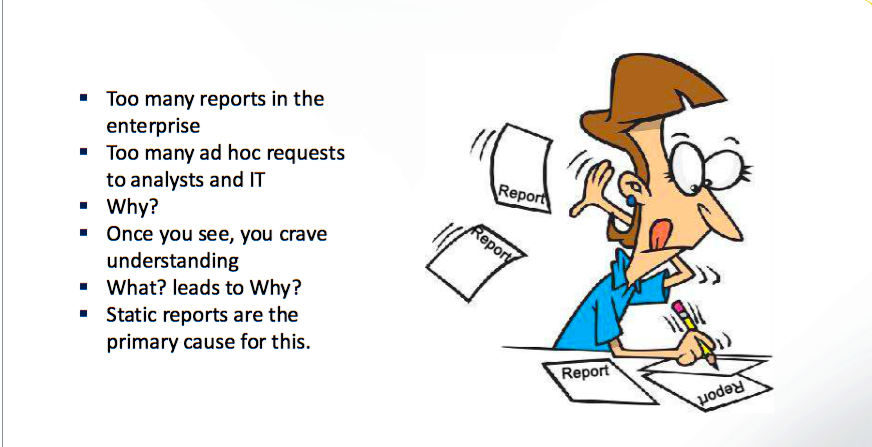 ▪ Too many reports in the
enterprise
▪ Too many ad hoc requests
to analysts and IT
▪ Why?
▪ Once you see, you crave
understanding
▪ What? leads to Why?
▪ Static reports are the
primary cause for this.
Report
Report
Report
Report